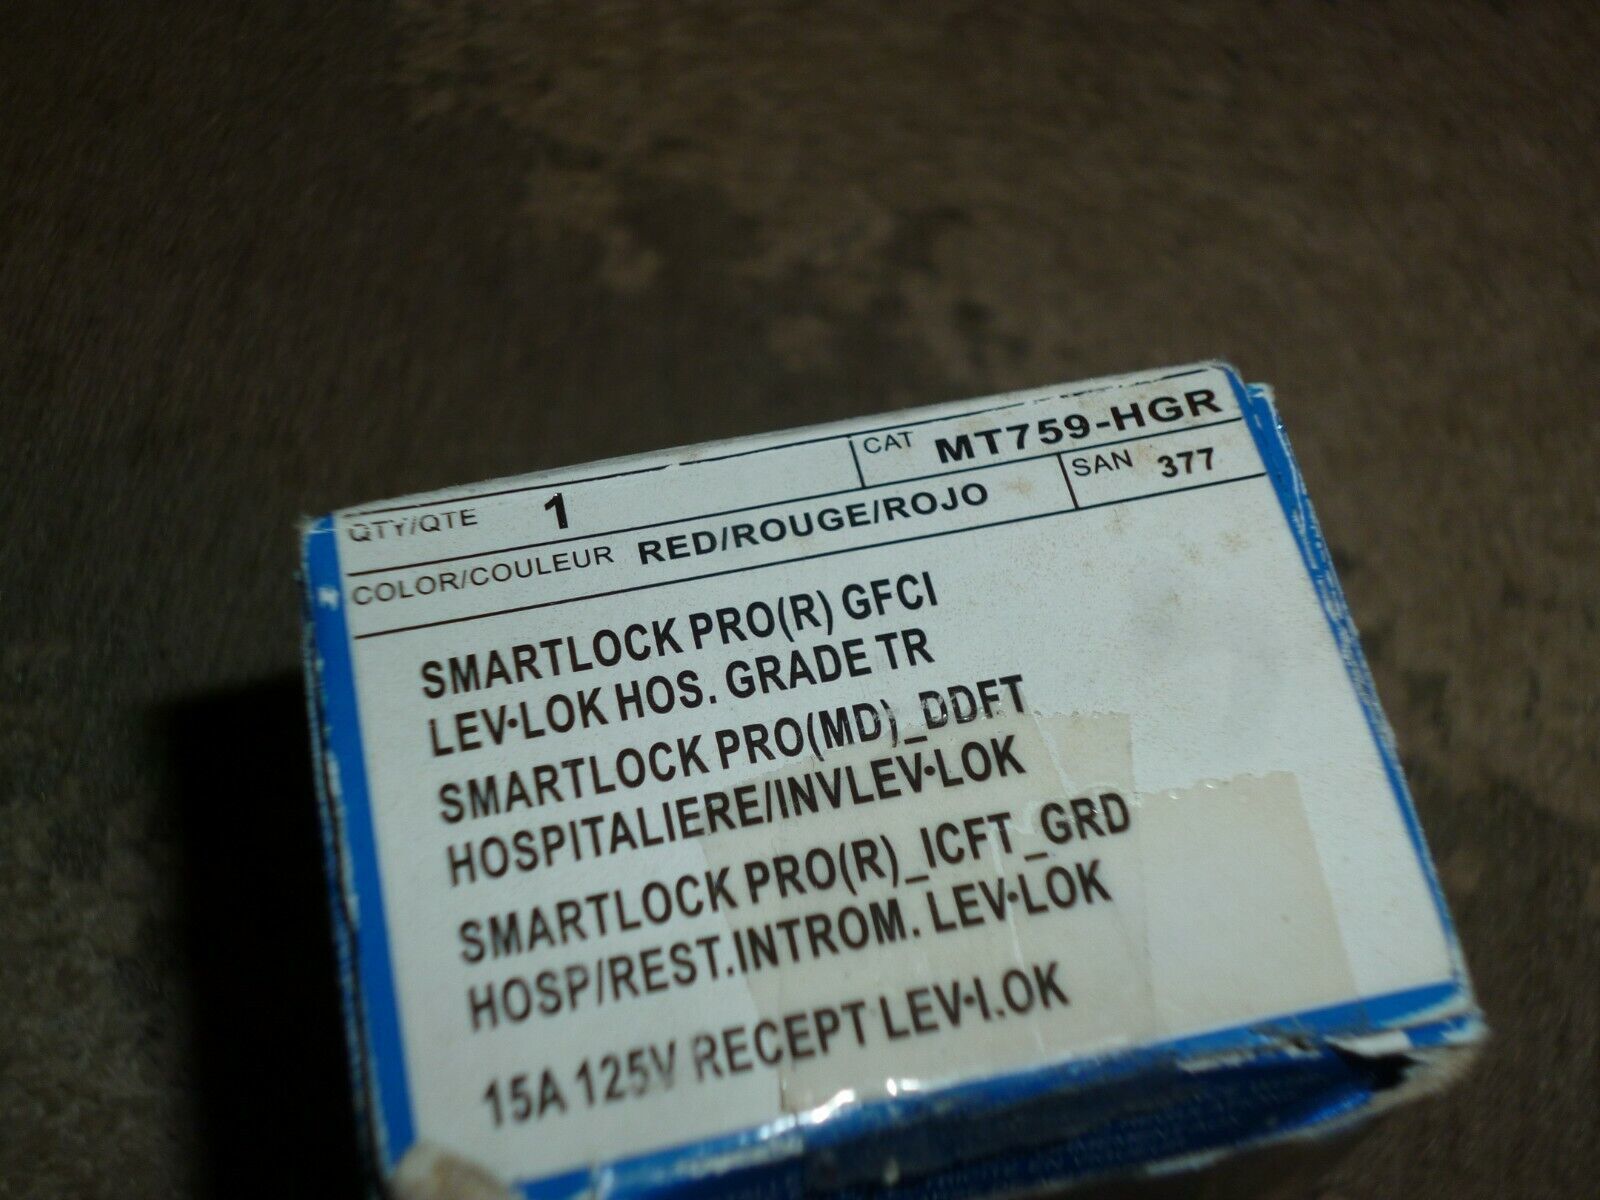 QTY/QTE 1 CAT MT759-HGR
COLOR/COULEUR RED/ROUGE/ROJO SAN 377
SMARTLOCK PRO(R) GFCI
LEV•LOK HOS. GRADE TR
SMARTLOCK PRO(MD)_DDFT
HOSPITALIERE/INVLEV•LOK
SMARTLOCK PRO(R)_ICFT_GRD
HOSP/REST.INTROM. LEV•LOK
15A 125V RECEPT LEV•LOK